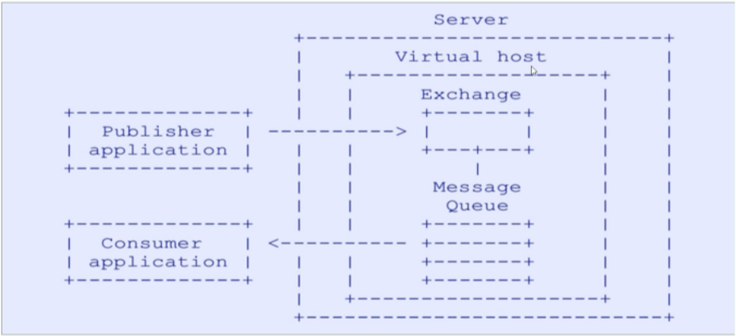 Server
Virtual host
Exchange
Publisher
application
Message
Queue
Consumer
application